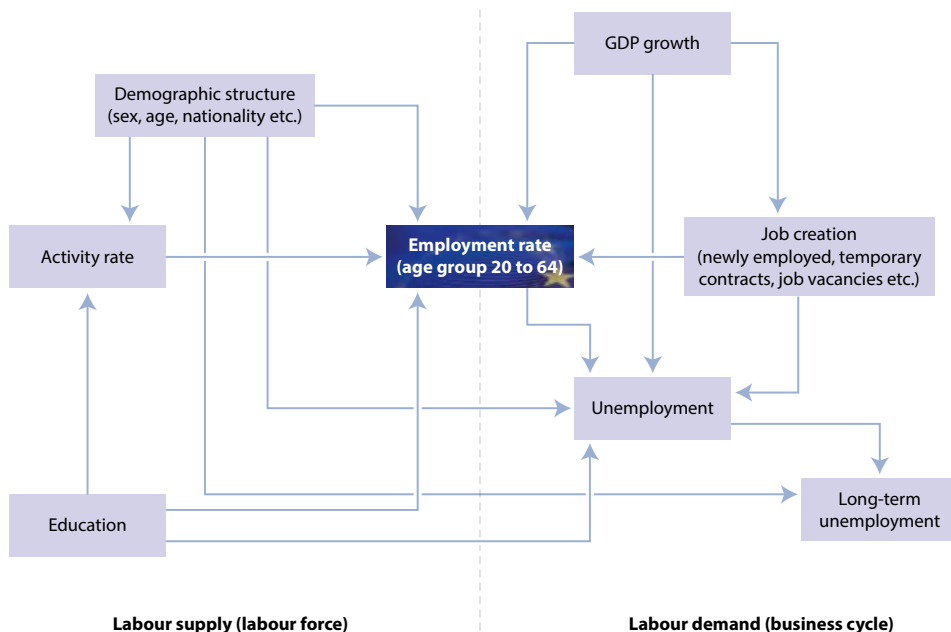 GDP growth
Demographic structure
(sex, age, nationality etc.)
Activity rate
Employment rate
(age group 20 to 64)
Job creation
(newly employed, temporary
contracts, job vacancies etc.)
Unemployment
Education
Long-term
unemployment
Labour supply (labour force)
Labour demand (business cycle)